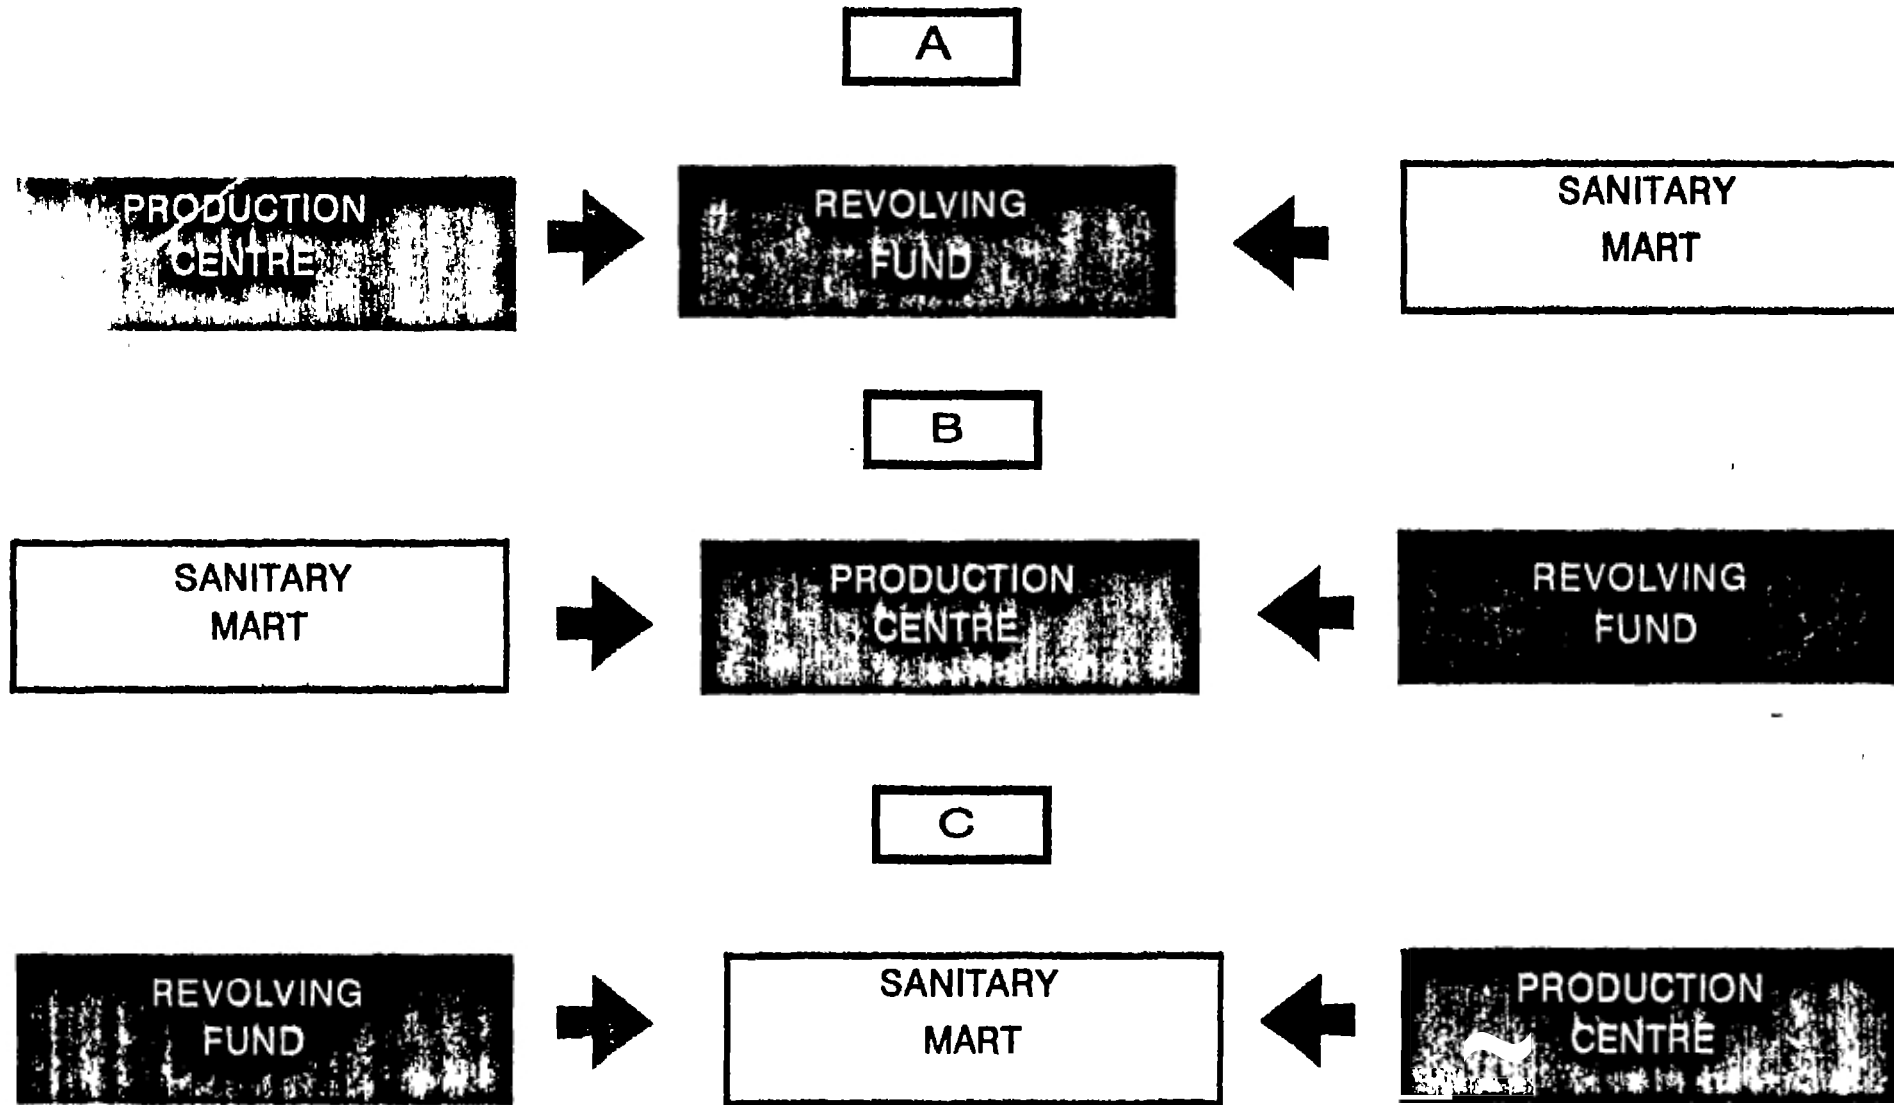 A
PRODUCTION
CENTRE
REVOLVING
FUND
SANITARY
MART
B
SANITARY
MART
PRODUCTION
CENTRE
REVOLVING
FUND
C
REVOLVING
FUND
SANITARY
MART
PRODUCTION
CENTRE